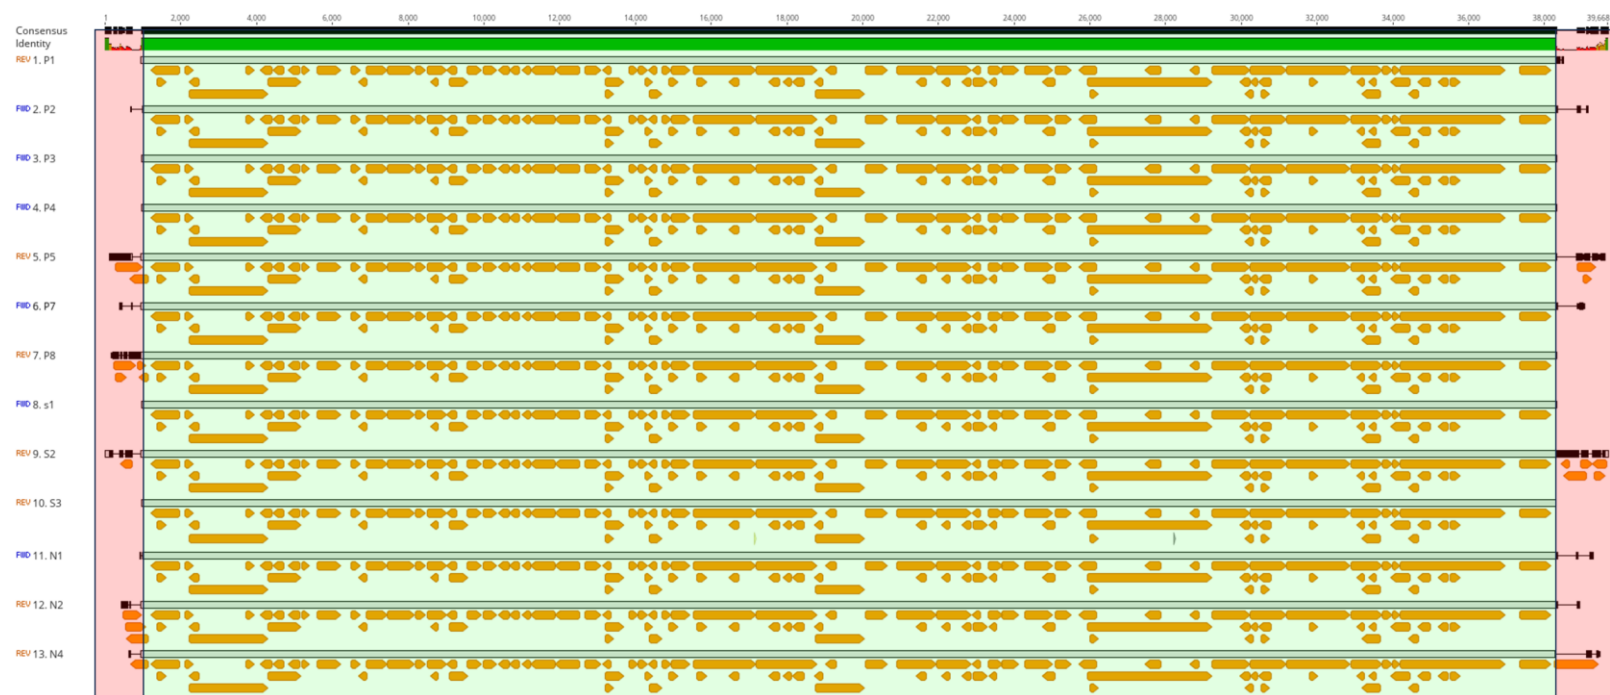 1 2,000 4,000 6,000 8,000 10,000 12,000 14,000 16,000 18,000 20,000 22,000 24,000 26,000 28,000 30,000 32,000 34,000 36,000 38,000 39,668
Consensus
Identity
REV 1. P1
FWD 2. P2
FWD 3. P3
FWD 4. P4
REV 5. P5
FWD 6. P7
REV 7. P8
FWD 8. s1
REV 9. S2
REV 10. S3
FWD 11. N1
REV 12. N2
REV 13. N4